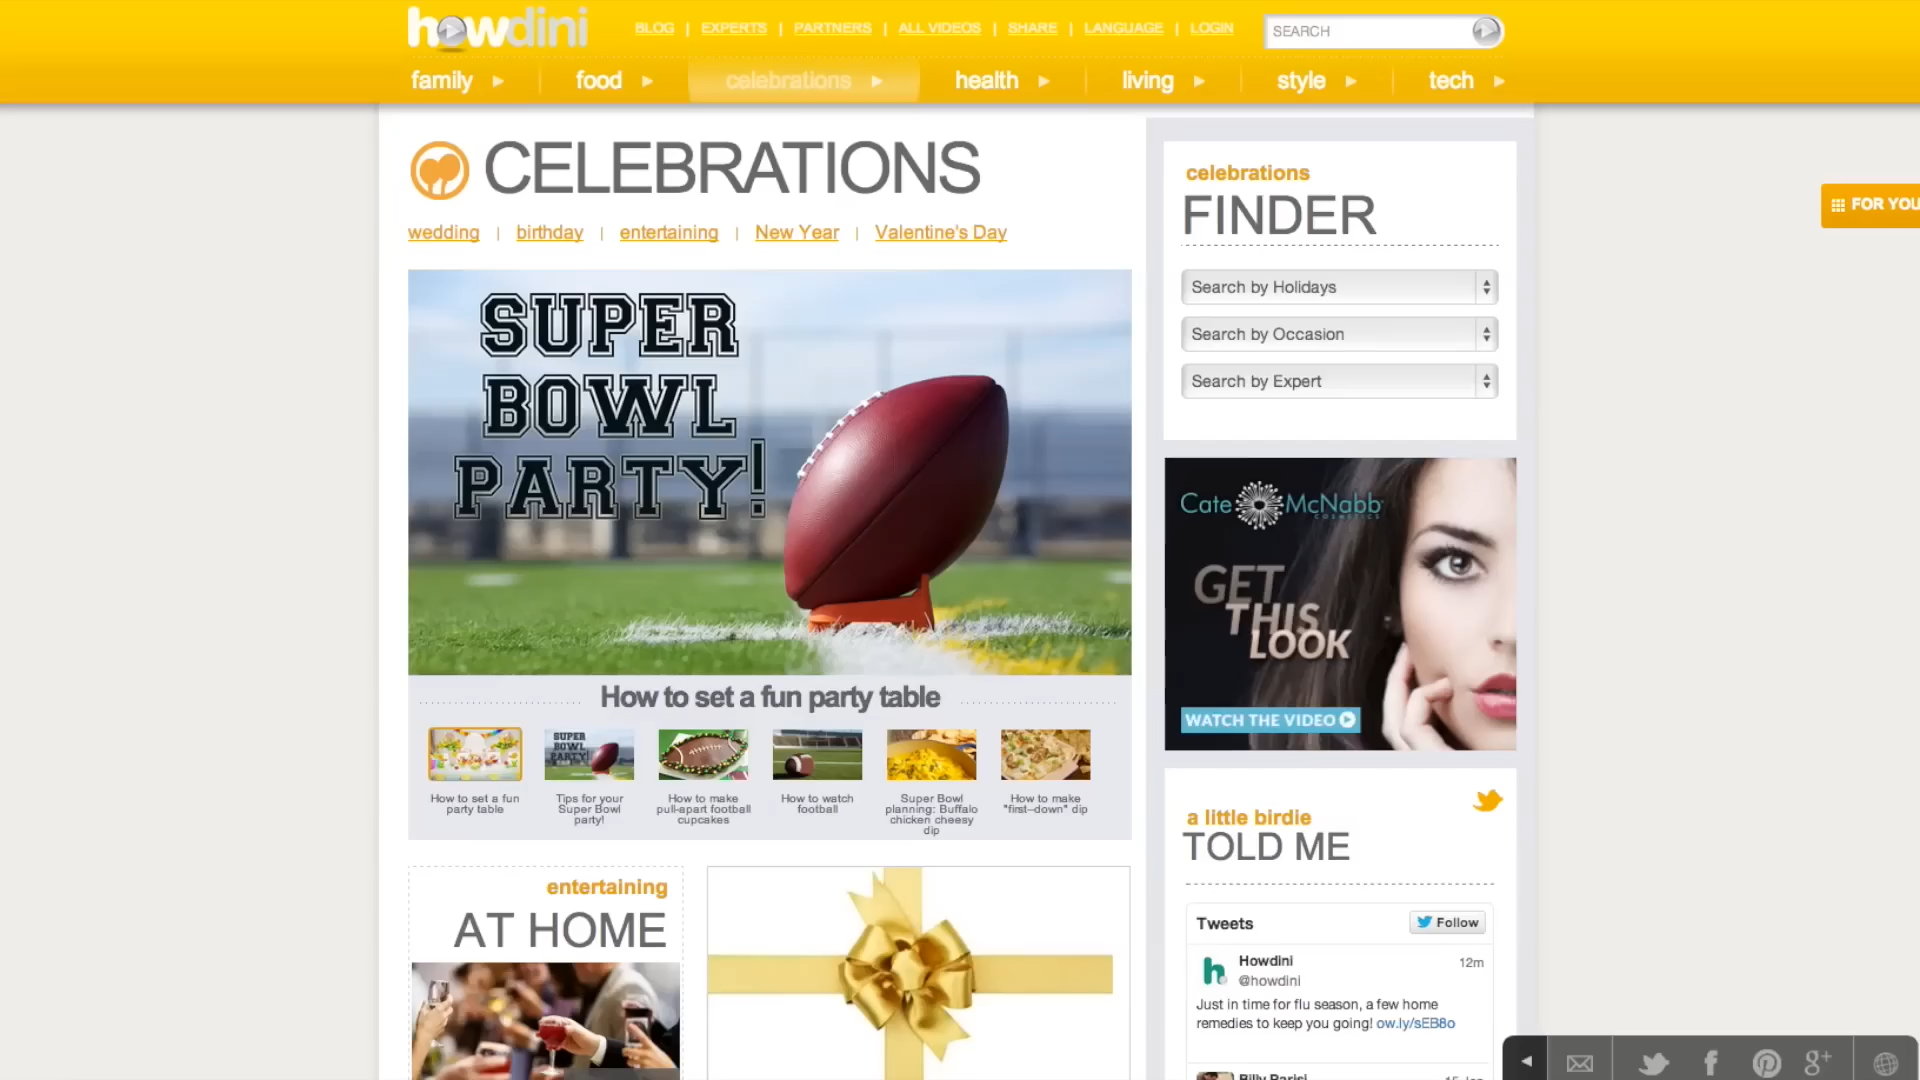 howdini
BLOG | EXPERTS | PARTNERS | ALL VIDEOS | SHARE | LANGUAGE | LOGIN
SEARCH
family
food
celebrations
health
living
style
tech
CELEBRATIONS
wedding | birthday | entertaining | New Year | Valentine's Day
SUPER
BOWL
PARTY!
How to set a fun party table
How to set a fun
party table
SUPER
BOWL
PARTY!
Tips for your
Super Bowl
party!
How to make
pull-apart football
cupcakes
How to watch
football
Super Bowl
planning: Buffalo
chicken cheesy
dip
How to make
"first-down" dip
entertaining
AT HOME
celebrations
FINDER
Search by Holidays
Search by Occasion
Search by Expert
Cate McNabb
COSMETICS
GET
THIS
LOOK
WATCH THE VIDEO
a little birdie
TOLD ME
Tweets
Follow
Howdini
12m
@howdini
Just in time for flu season, a few home
remedies to keep you going! ow.ly/sEB8o
Billy Parisi
FOR YOU